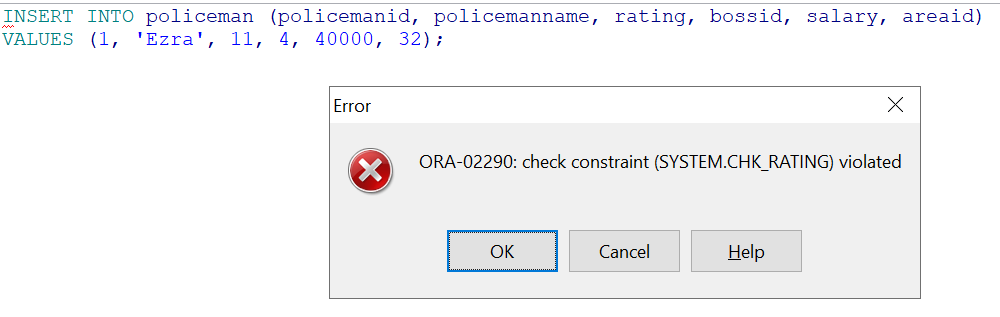 INSERT INTO policeman (policemanid, policemanname, rating, bossid, salary, areaid)
VALUES (1, 'Ezra', 11, 4, 40000, 32);
Error
ORA-02290: check constraint (SYSTEM.CHK_RATING) violated
OK Cancel Help